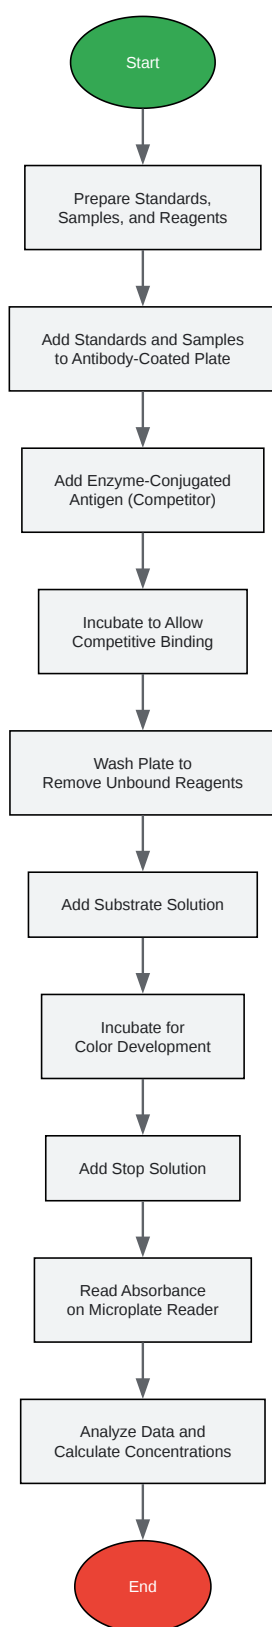 Start
Prepare Standards,
Samples, and Reagents
Add Standards and Samples
to Antibody-Coated Plate
Add Enzyme-Conjugated
Antigen (Competitor)
Incubate to Allow
Competitive Binding
Wash Plate to
Remove Unbound Reagents
Add Substrate Solution
Incubate for
Color Development
Add Stop Solution
Read Absorbance
on Microplate Reader
Analyze Data and
Calculate Concentrations
End